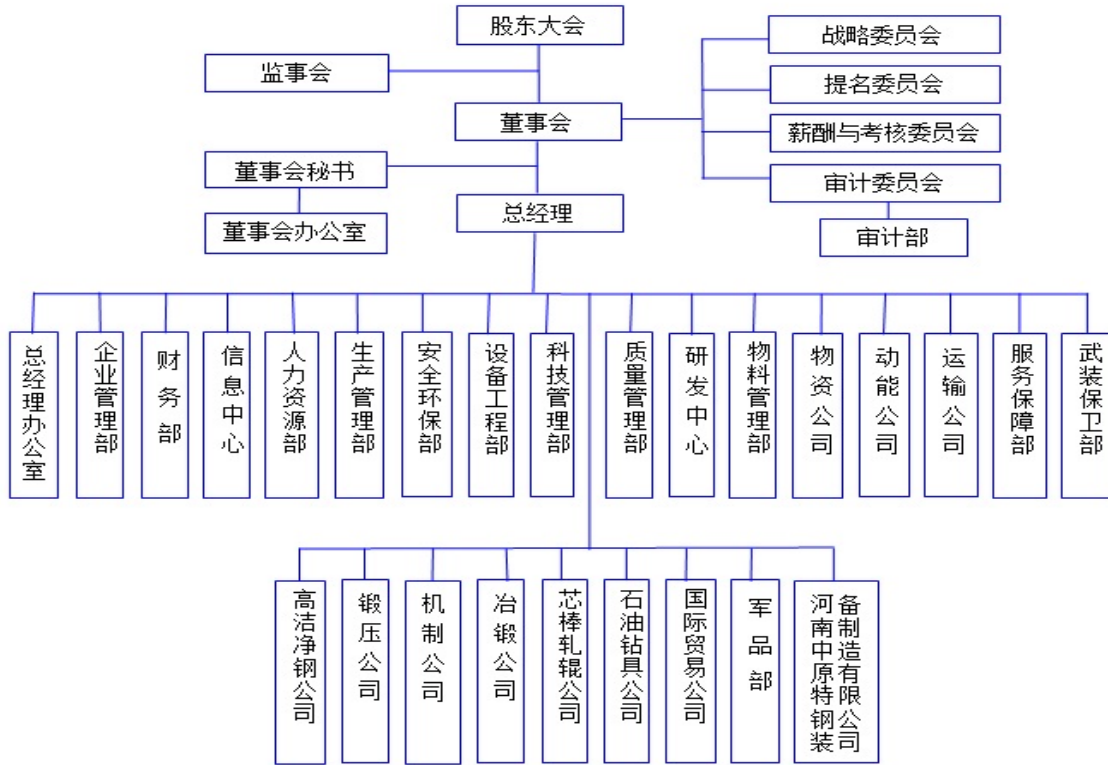 股东大会
监事会
董事会
战略委员会
提名委员会
薪酬与考核委员会
审计委员会
审计部
董事会秘书
董事会办公室
总经理
总经理办公室
企业管理部
财务部
信息中心
人力资源部
生产管理部
安全环保部
设备工程部
科技管理部
质量管理部
研发中心
物料管理部
物资公司
动能公司
运输公司
服务保障部
武装保卫部
高洁净钢公司
锻压公司
机制公司
冶锻公司
芯棒轧辊公司
石油钻具公司
国际贸易公司
军品部
河南中原特钢装
备制造有限公司